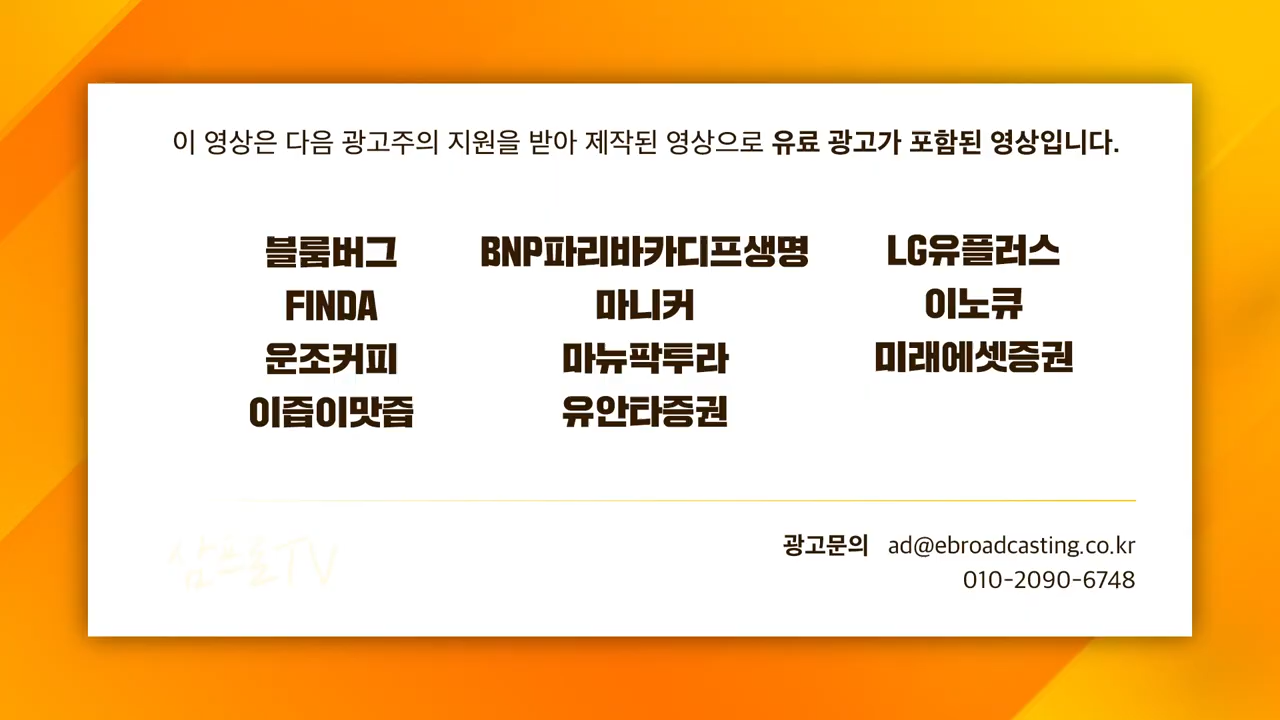 이 영상은 다음 광고주의 지원을 받아 제작된 영상으로 유료 광고가 포함된 영상입니다.
블룸버그 BNP파리바카디프생명 LG유플러스
FINDA 마니커 이노큐
운조커피 마뉴팍투라 미래에셋증권
이즙이맛즙 유안타증권
삼프로TV
광고문의 ad@ebroadcasting.co.kr
010-2090-6748